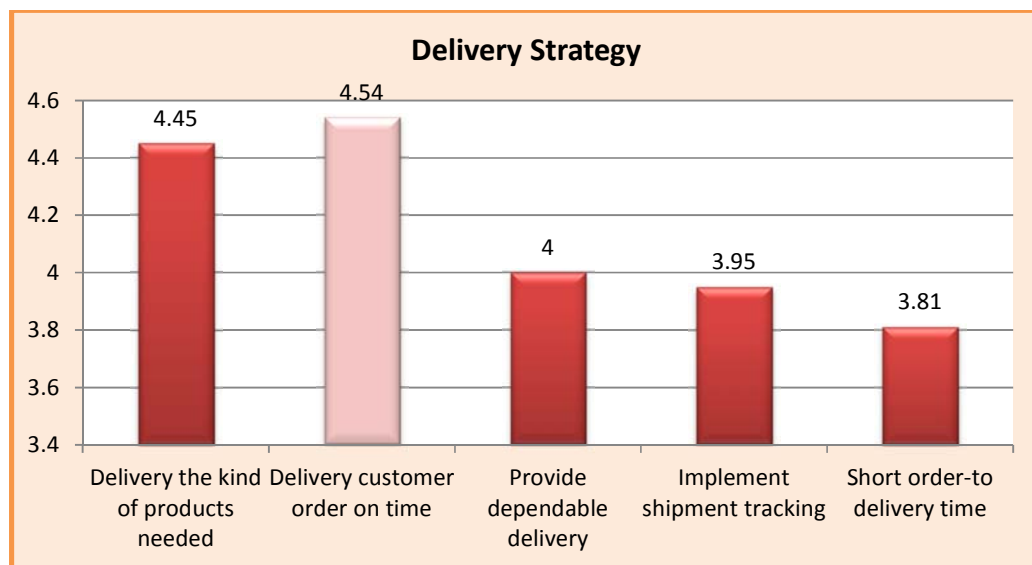 Delivery Strategy
4.6
4.4
4.2
4
3.8
3.6
3.4
4.45
4.54
4
3.95
3.81
Delivery the kind
of products
needed
Delivery customer
order on time
Provide
dependable
delivery
Implement
shipment tracking
Short order-to
delivery time